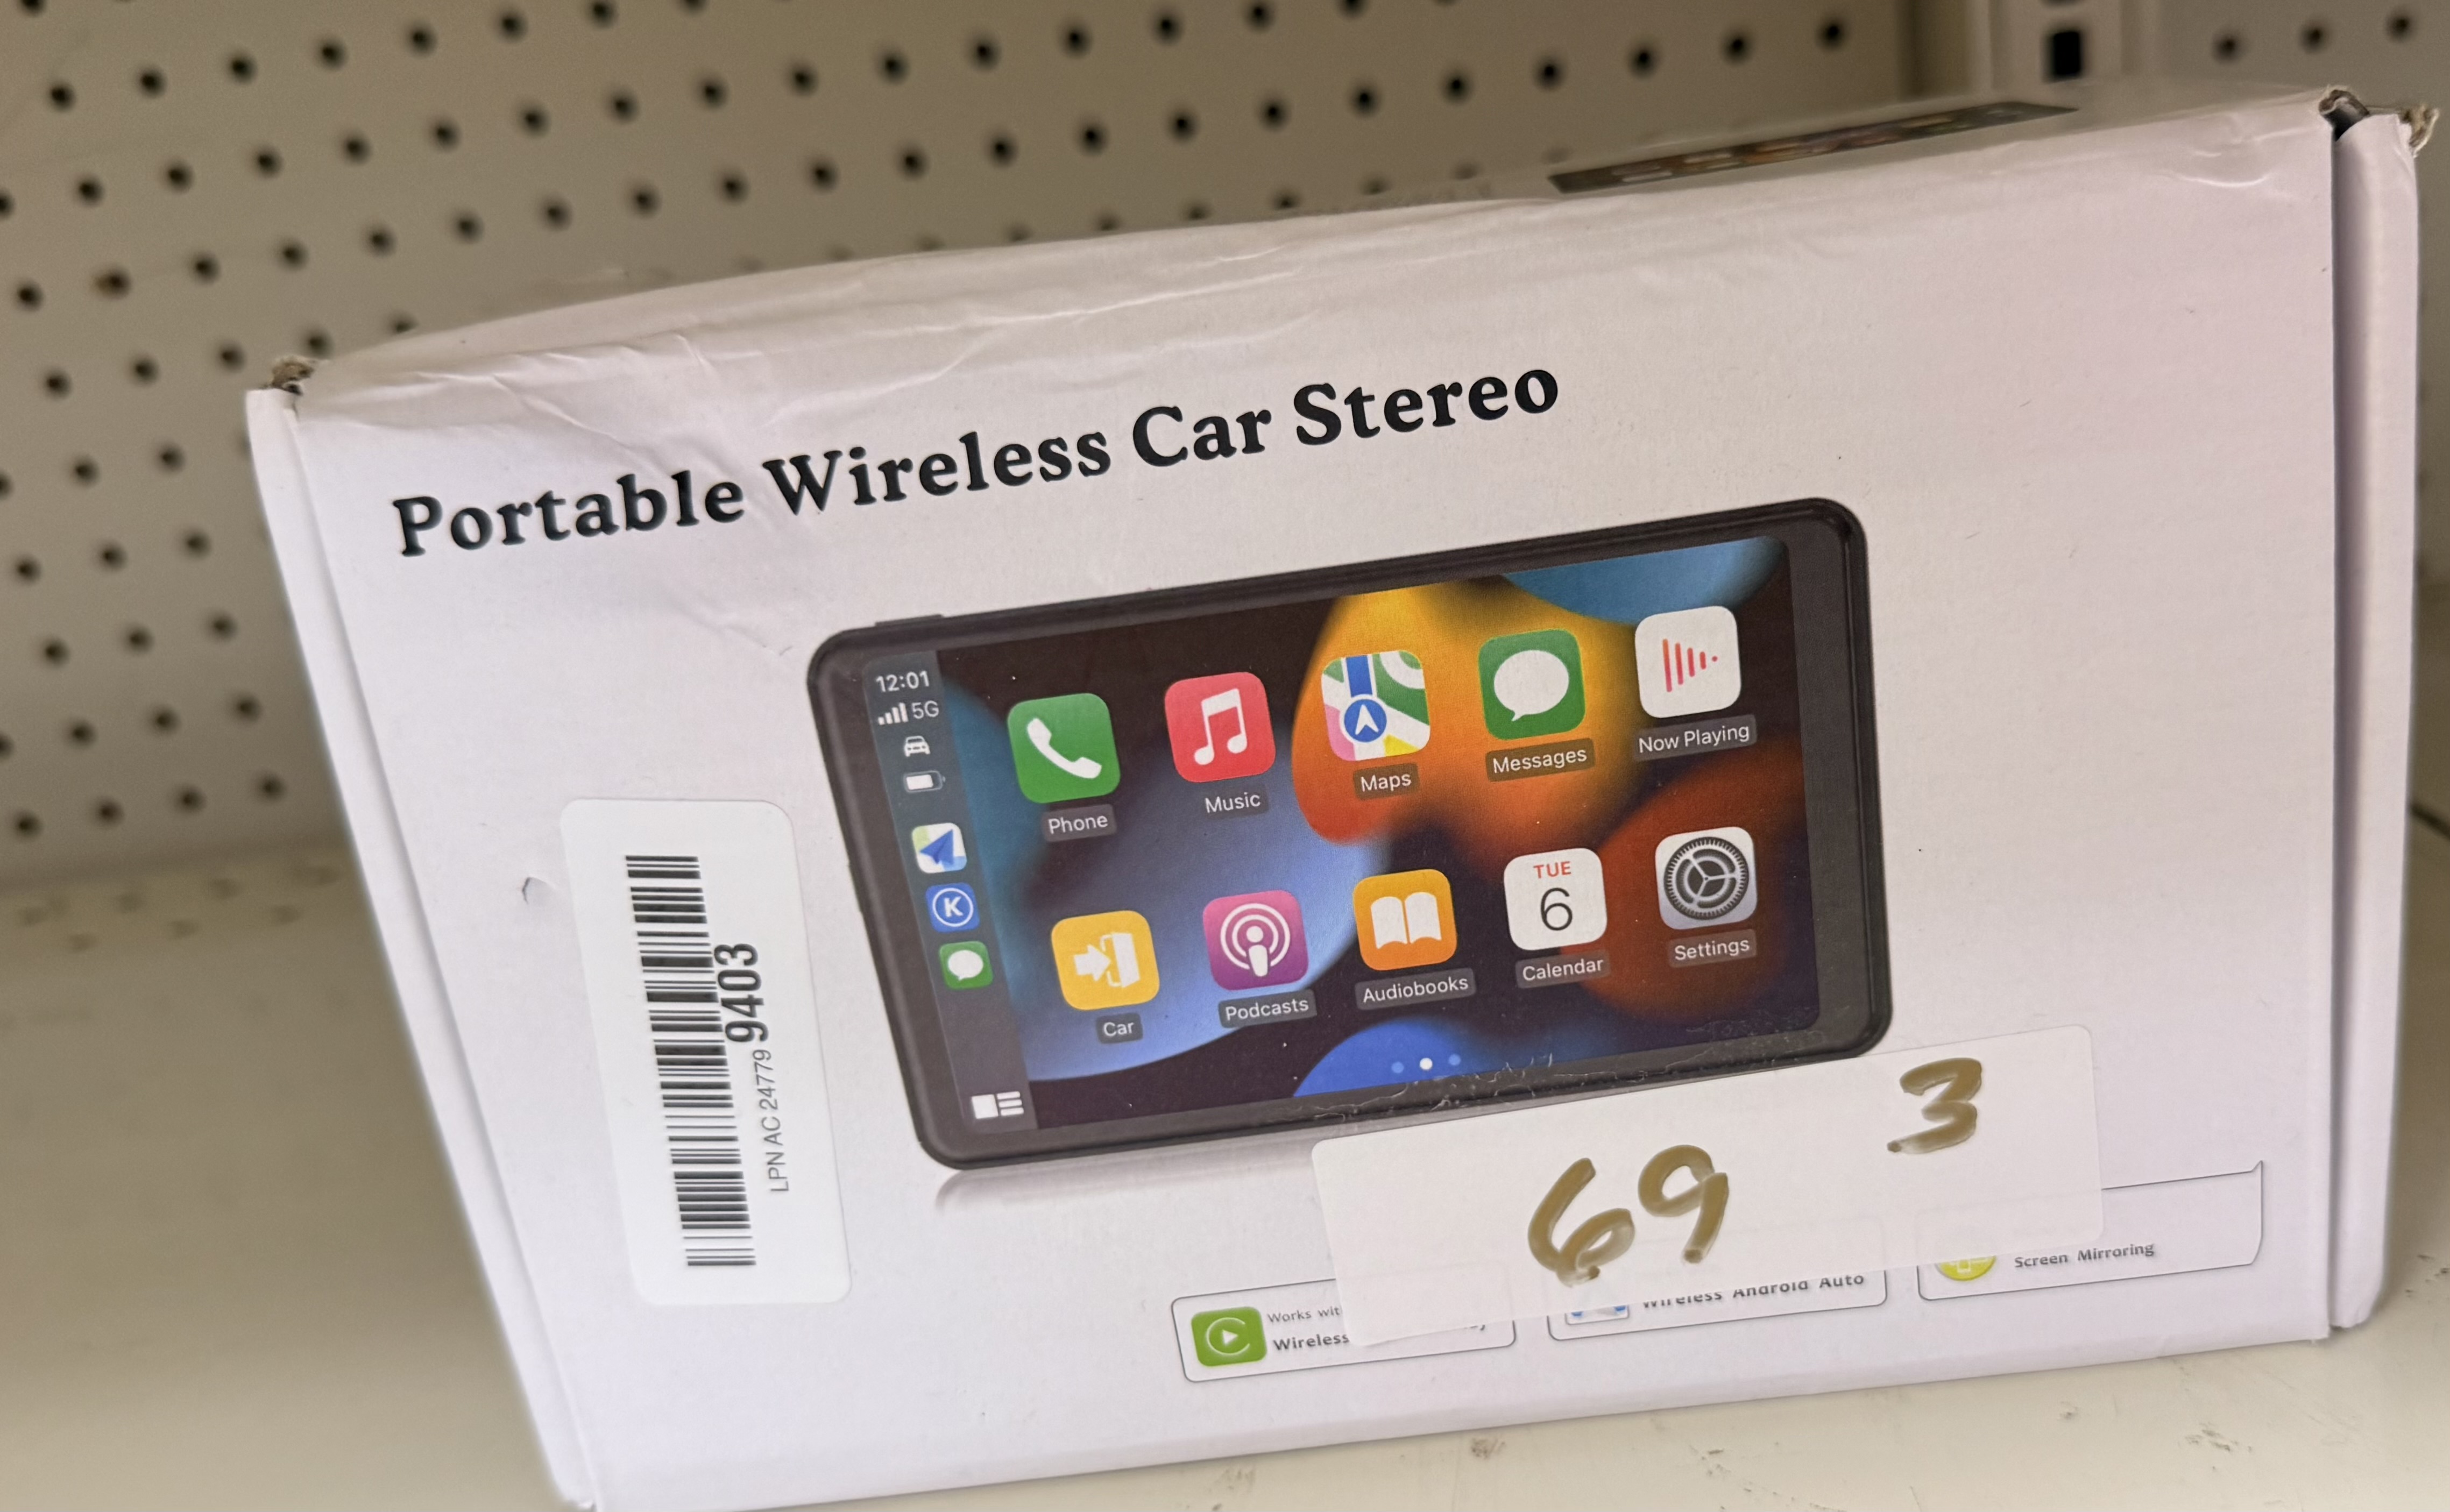 Portable Wireless Car Stereo
12:01
5G
Phone
Music
Maps
Messages
Now Playing
K
Car
Podcasts
Audiobooks
TUE
6
Calendar
Settings
9403
LPN AC 24779
69
3
Works wit
Wireless
Wireless Android Auto
Screen Mirroring